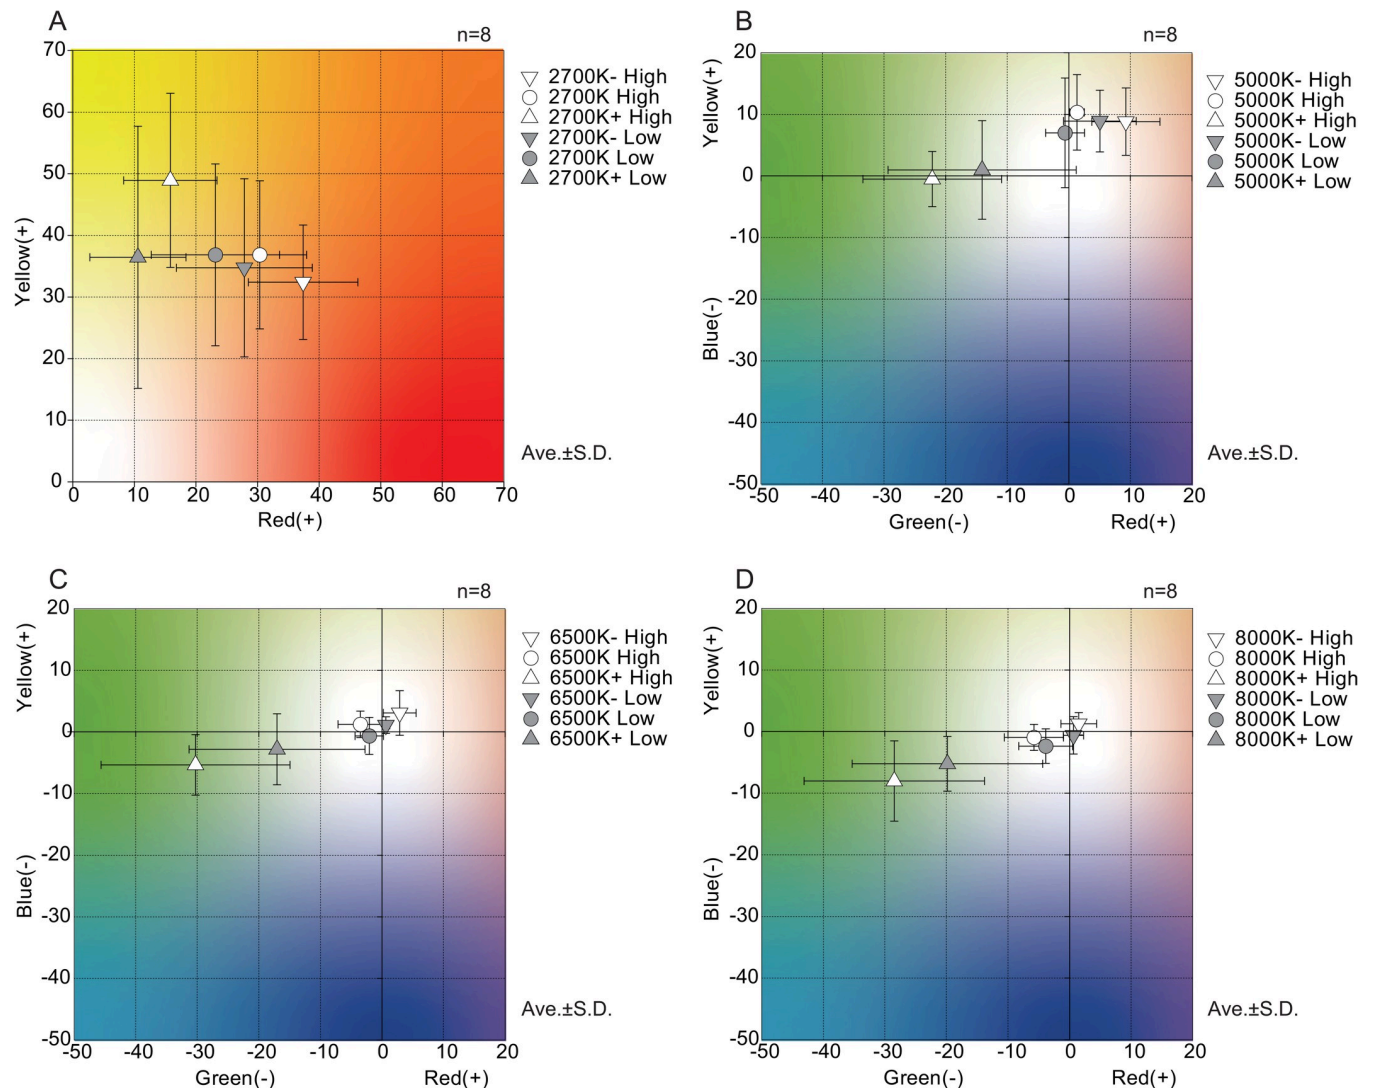 A
n=8
70
60
50
40
30
20
10
0
0 10 20 30 40 50 60 70
Yellow(+)
Red(+)
2700K- High
2700K High
2700K+ High
2700K- Low
2700K Low
2700K+ Low
Ave.±S.D.
B
n=8
20
10
0
-10
-20
-30
-40
-50
-50 -40 -30 -20 -10 0 10 20
Yellow(+)
Blue(-)
Green(-) Red(+)
5000K- High
5000K High
5000K+ High
5000K- Low
5000K Low
5000K+ Low
Ave.±S.D.
C
n=8
20
10
0
-10
-20
-30
-40
-50
-50 -40 -30 -20 -10 0 10 20
Yellow(+)
Blue(-)
Green(-) Red(+)
6500K- High
6500K High
6500K+ High
6500K- Low
6500K Low
6500K+ Low
Ave.±S.D.
D
n=8
20
10
0
-10
-20
-30
-40
-50
-50 -40 -30 -20 -10 0 10 20
Yellow(+)
Blue(-)
Green(-) Red(+)
8000K- High
8000K High
8000K+ High
8000K- Low
8000K Low
8000K+ Low
Ave.±S.D.